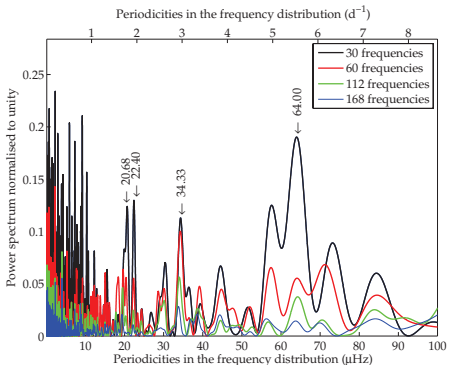 Periodicities in the frequency distribution (d⁻¹)
1 2 3 4 5 6 7 8
30 frequencies
60 frequencies
112 frequencies
168 frequencies
Power spectrum normalised to unity
0.25
0.2
0.15
0.1
0.05
0
← 20.68
← 22.40
← 34.33
← 64.00
10 20 30 40 50 60 70 80 90 100
Periodicities in the frequency distribution (μHz)